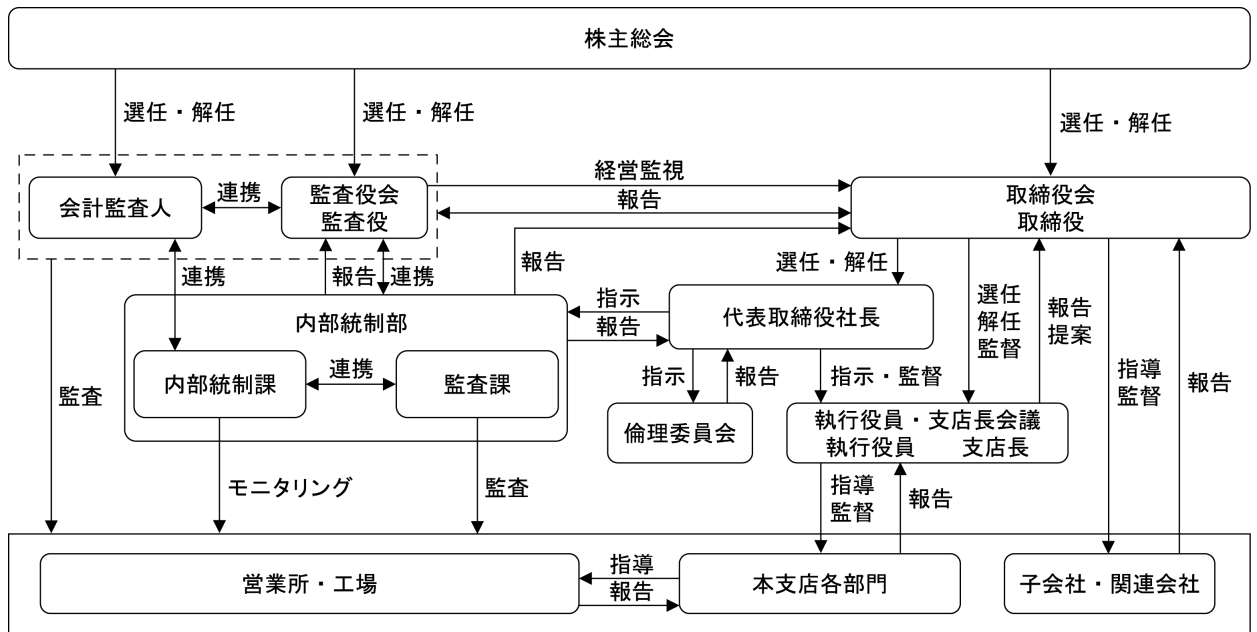 株主総会
選任・解任
選任・解任
選任・解任
会計監査人
連携
監査役会
監査役
経営監視
報告
取締役会
取締役
連携
報告
連携
報告
選任・解任
内部統制部
指示
報告
代表取締役社長
選任
解任
監督
報告
提案
内部統制課
連携
監査課
指示
報告
指示・監督
指導
監督
報告
監査
倫理委員会
執行役員・支店長会議
執行役員 支店長
モニタリング
監査
指導
監督
報告
営業所・工場
指導
報告
本支店各部門
子会社・関連会社